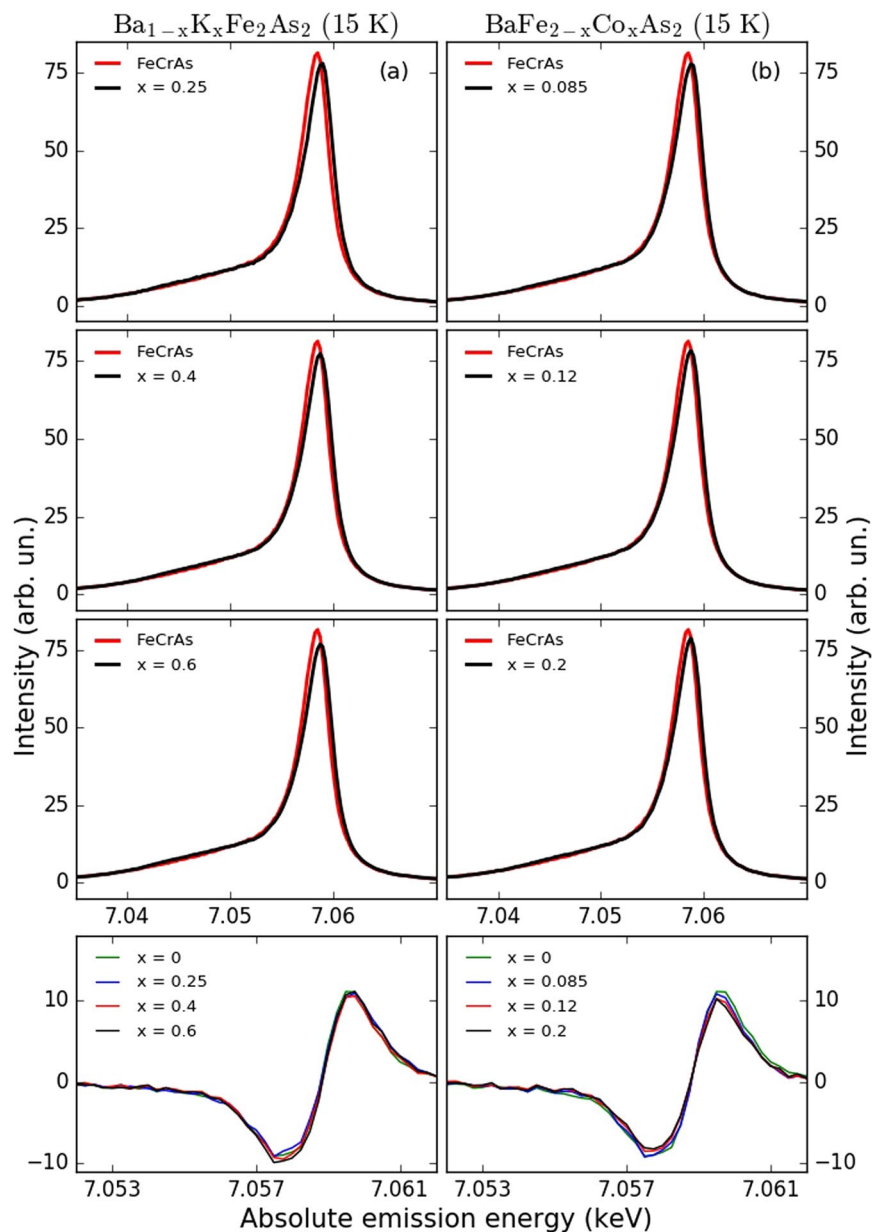 Ba₁₋ₓKₓFe₂As₂ (15 K)
BaFe₂₋ₓCoₓAs₂ (15 K)
75
FeCrAs
x = 0.25
(a)
FeCrAs
x = 0.085
(b)
75
50
50
25
25
0
0
75
FeCrAs
x = 0.4
FeCrAs
x = 0.12
75
50
50
25
25
0
0
Intensity (arb. un.)
Intensity (arb. un.)
75
FeCrAs
x = 0.6
FeCrAs
x = 0.2
75
50
50
25
25
0
0
7.04
7.05
7.06
7.04
7.05
7.06
10
x = 0
x = 0.25
x = 0.4
x = 0.6
x = 0
x = 0.085
x = 0.12
x = 0.2
10
0
0
−10
−10
7.053
7.057
7.061
7.053
7.057
7.061
Absolute emission energy (keV)